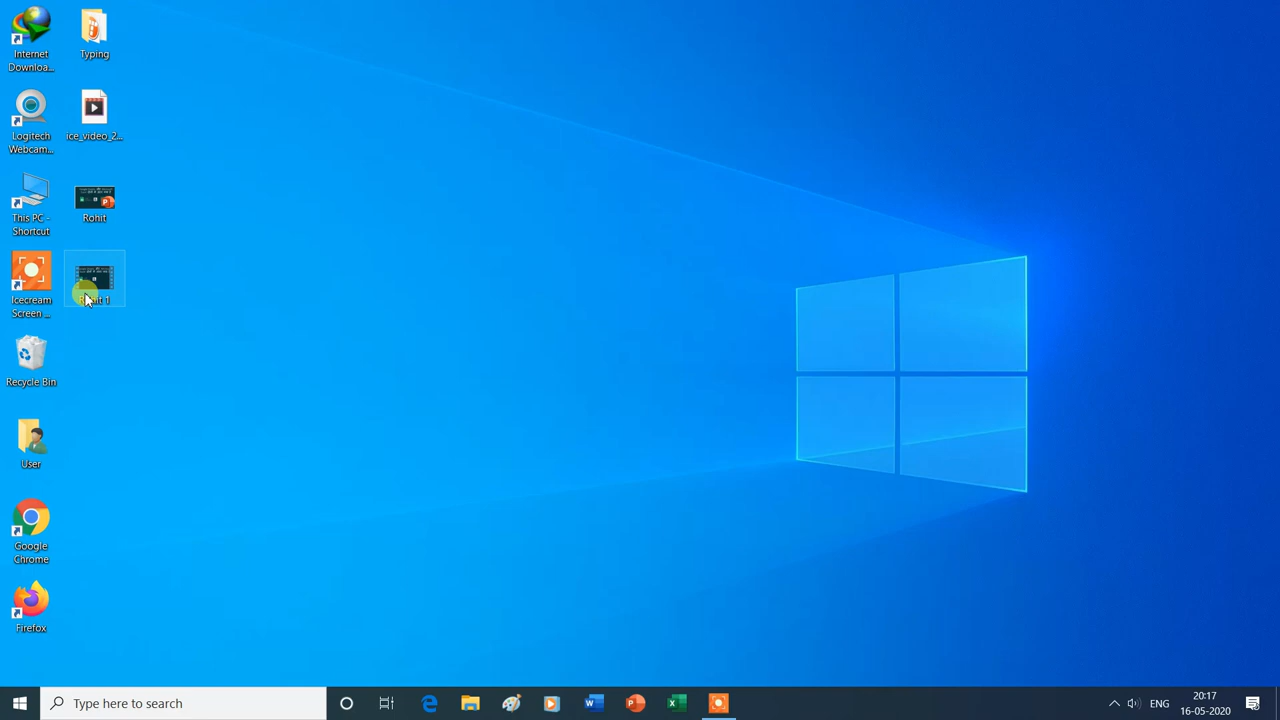 Internet
Downloa...
Typing
Logitech
Webcam...
ice_video_2...
This PC -
Shortcut
Rohit
Icecream
Screen ...
Recycle Bin
User
Google
Chrome
Firefox
Type here to search
ENG
20:17
16-05-2020